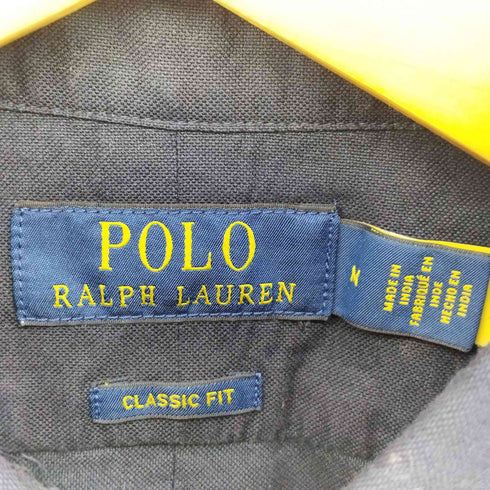 POLO
RALPH LAUREN
M
MADE IN
INDIA
FABRIQUÉ EN
INDE
HECHO EN
INDIA
CLASSIC FIT